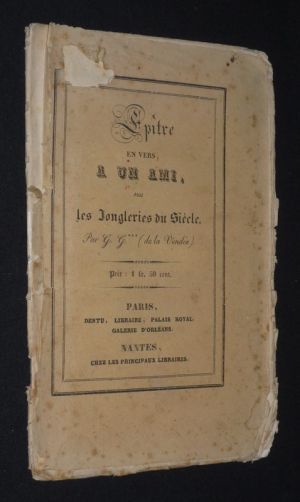 Epître
EN VERS
A UN AMI,
SUR
les Jongleries du Siècle.
Par G. G*** (de la Vendée)
Prix : 1 fr. 50 cent.
PARIS,
DENTU, LIBRAIRE, PALAIS ROYAL,
GALERIE D'ORLÉANS.
NANTES,
CHEZ LES PRINCIPAUX LIBRAIRES.